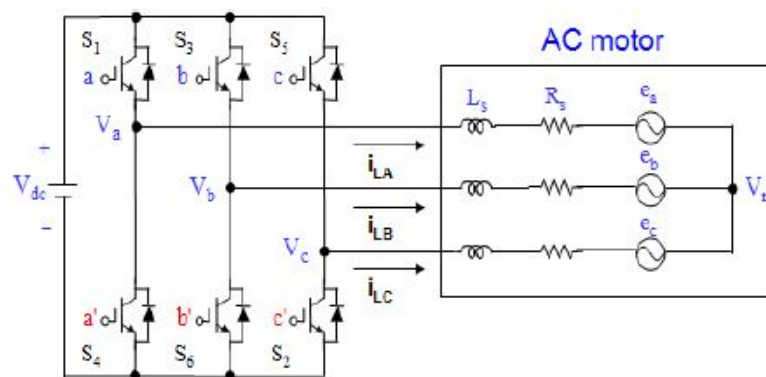 AC motor
S1 S3 S5
a b c
Ls Rs ea
Va
+
iLA
eb
Vdc Vb
−
iLB
ec
Vc
iLC
a' b' c'
S4 S6 S2